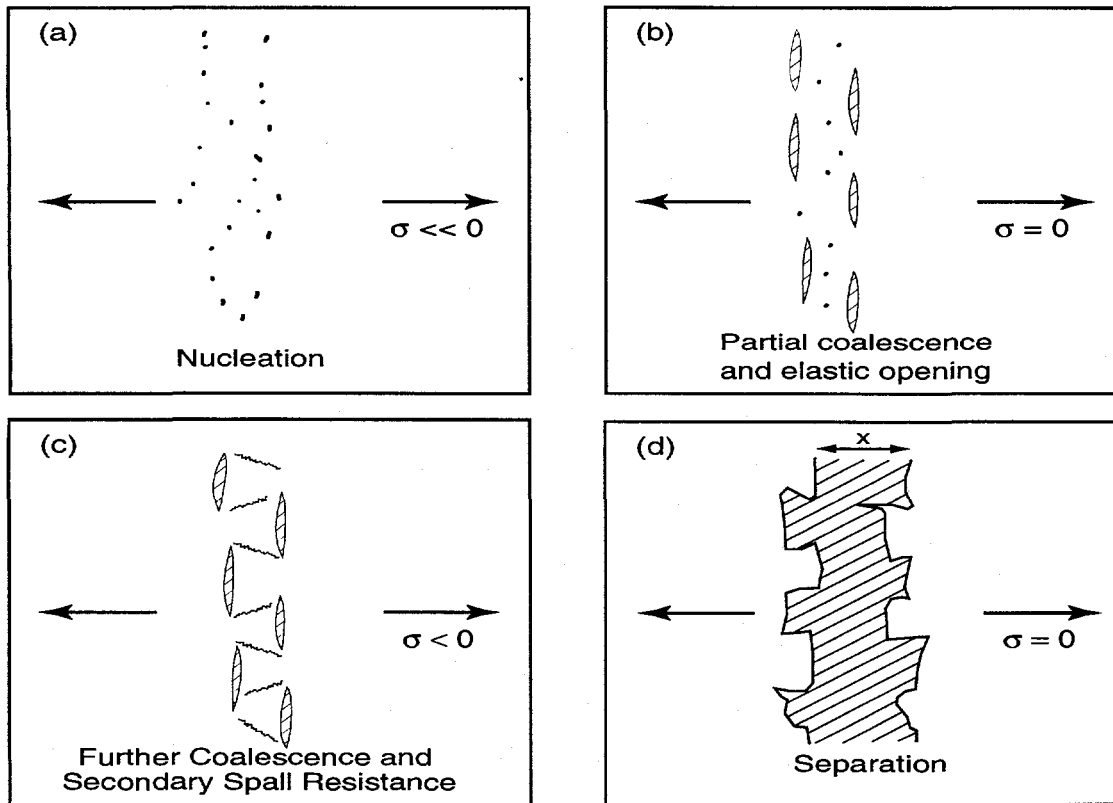 (a)
σ << 0
Nucleation
(b)
σ = 0
Partial coalescence
and elastic opening
(c)
σ < 0
Further Coalescence and
Secondary Spall Resistance
(d)
x
σ = 0
Separation